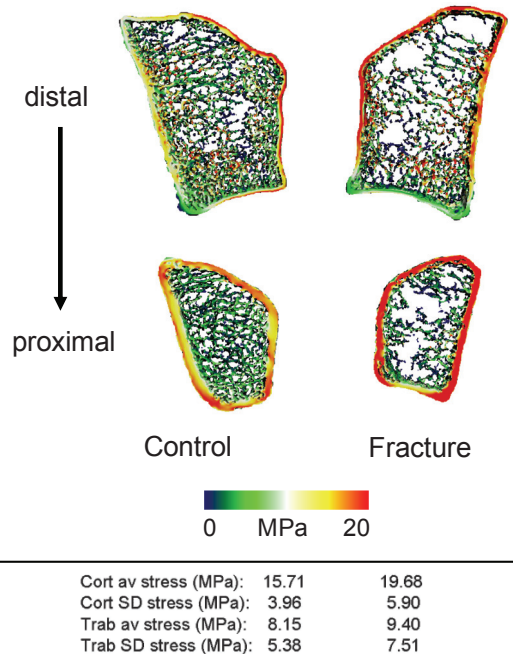 distal
proximal
Control Fracture
0 MPa 20
Cort av stress (MPa): 15.71 19.68
Cort SD stress (MPa): 3.96 5.90
Trab av stress (MPa): 8.15 9.40
Trab SD stress (MPa): 5.38 7.51